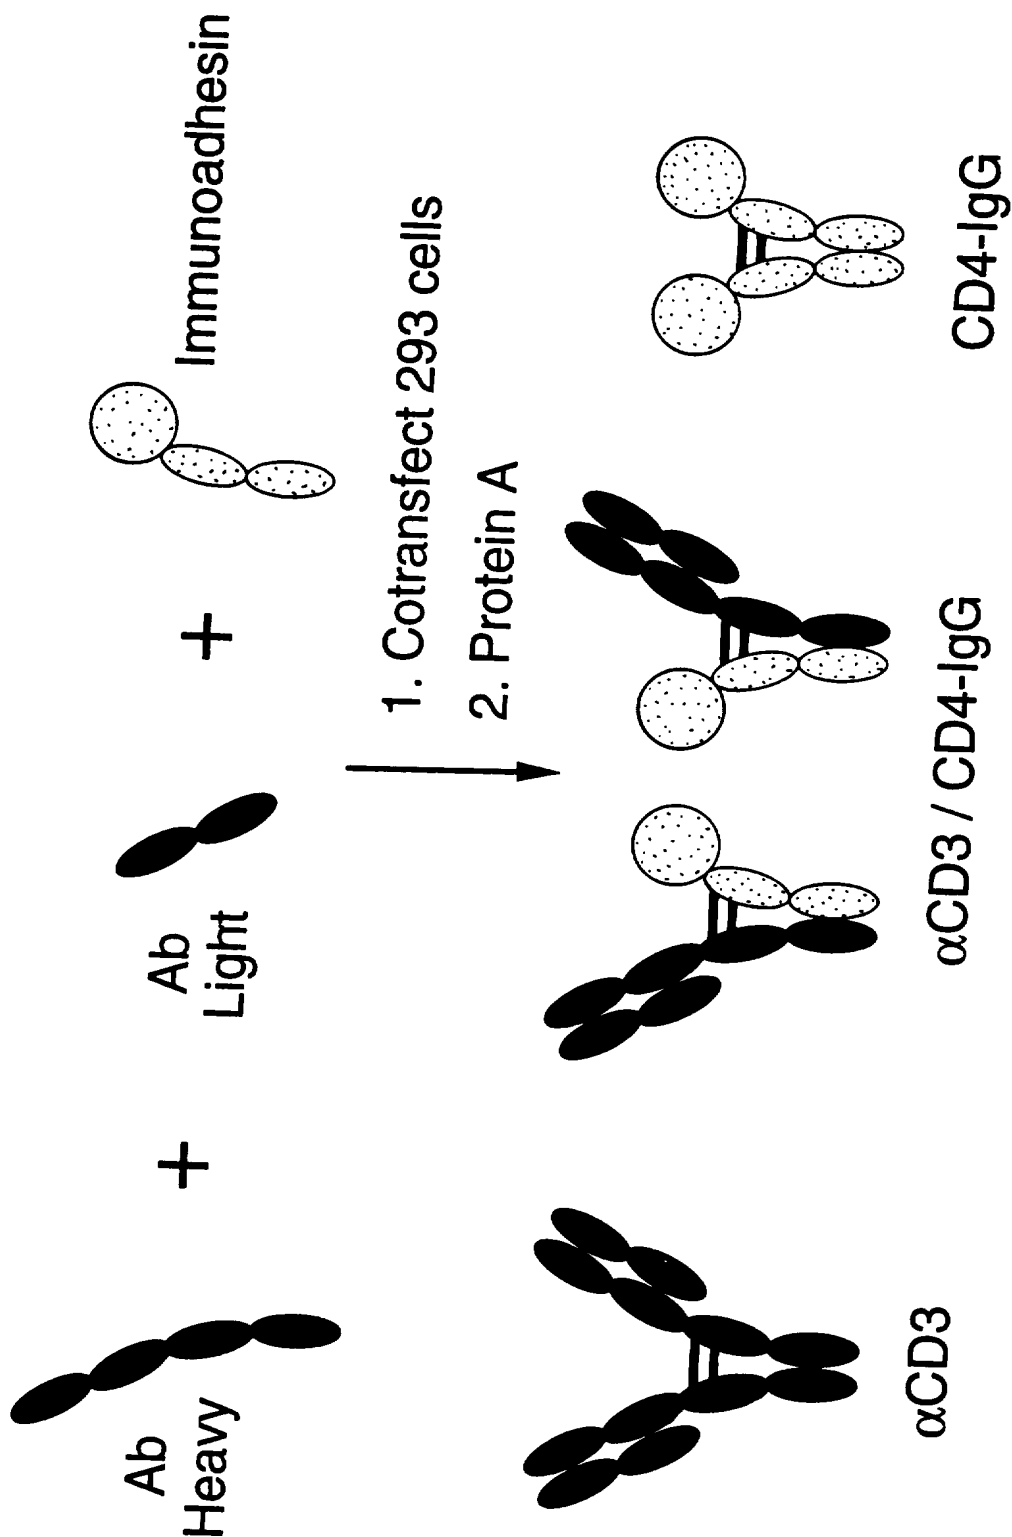 Ab
Heavy
+
Ab
Light
+
Immunoadhesin
1. Cotransfect 293 cells
2. Protein A
αCD3
αCD3 / CD4-IgG
CD4-IgG